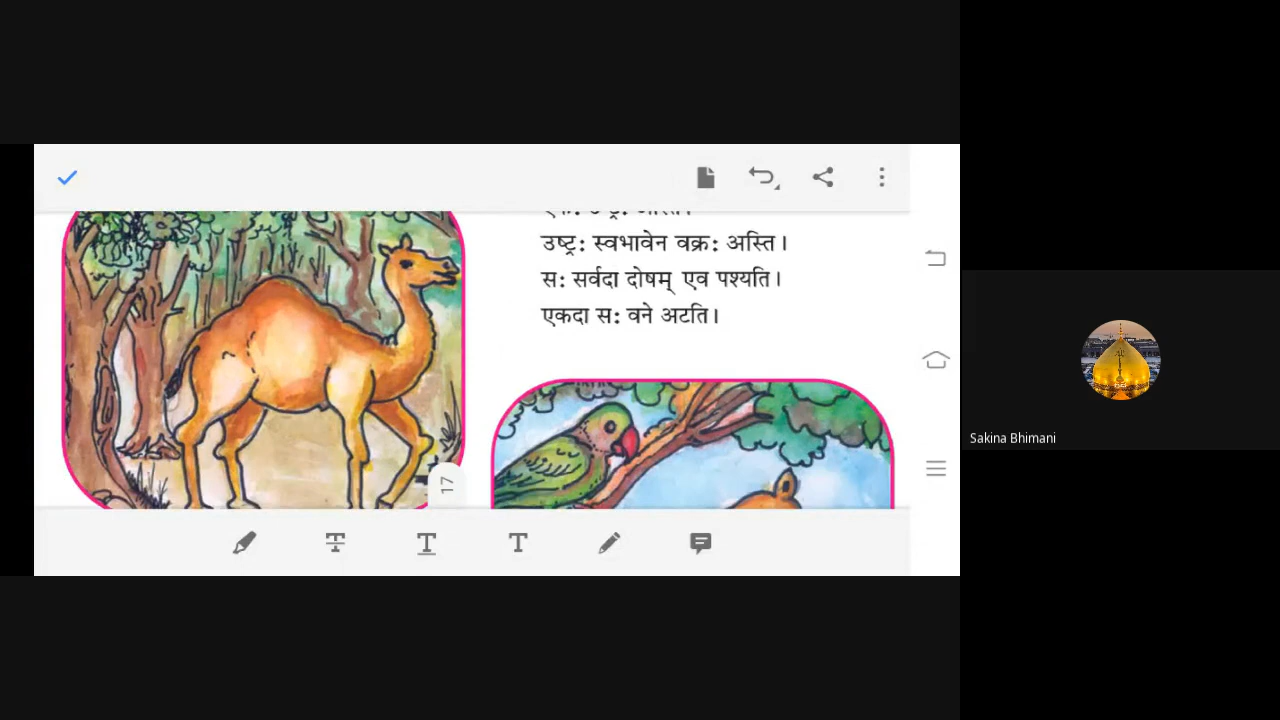 उष्ट्र: स्वभावेन वक्र: अस्ति।
स: सर्वदा दोषम् एव पश्यति।
एकदा स: वने अटति।
17
Sakina Bhimani